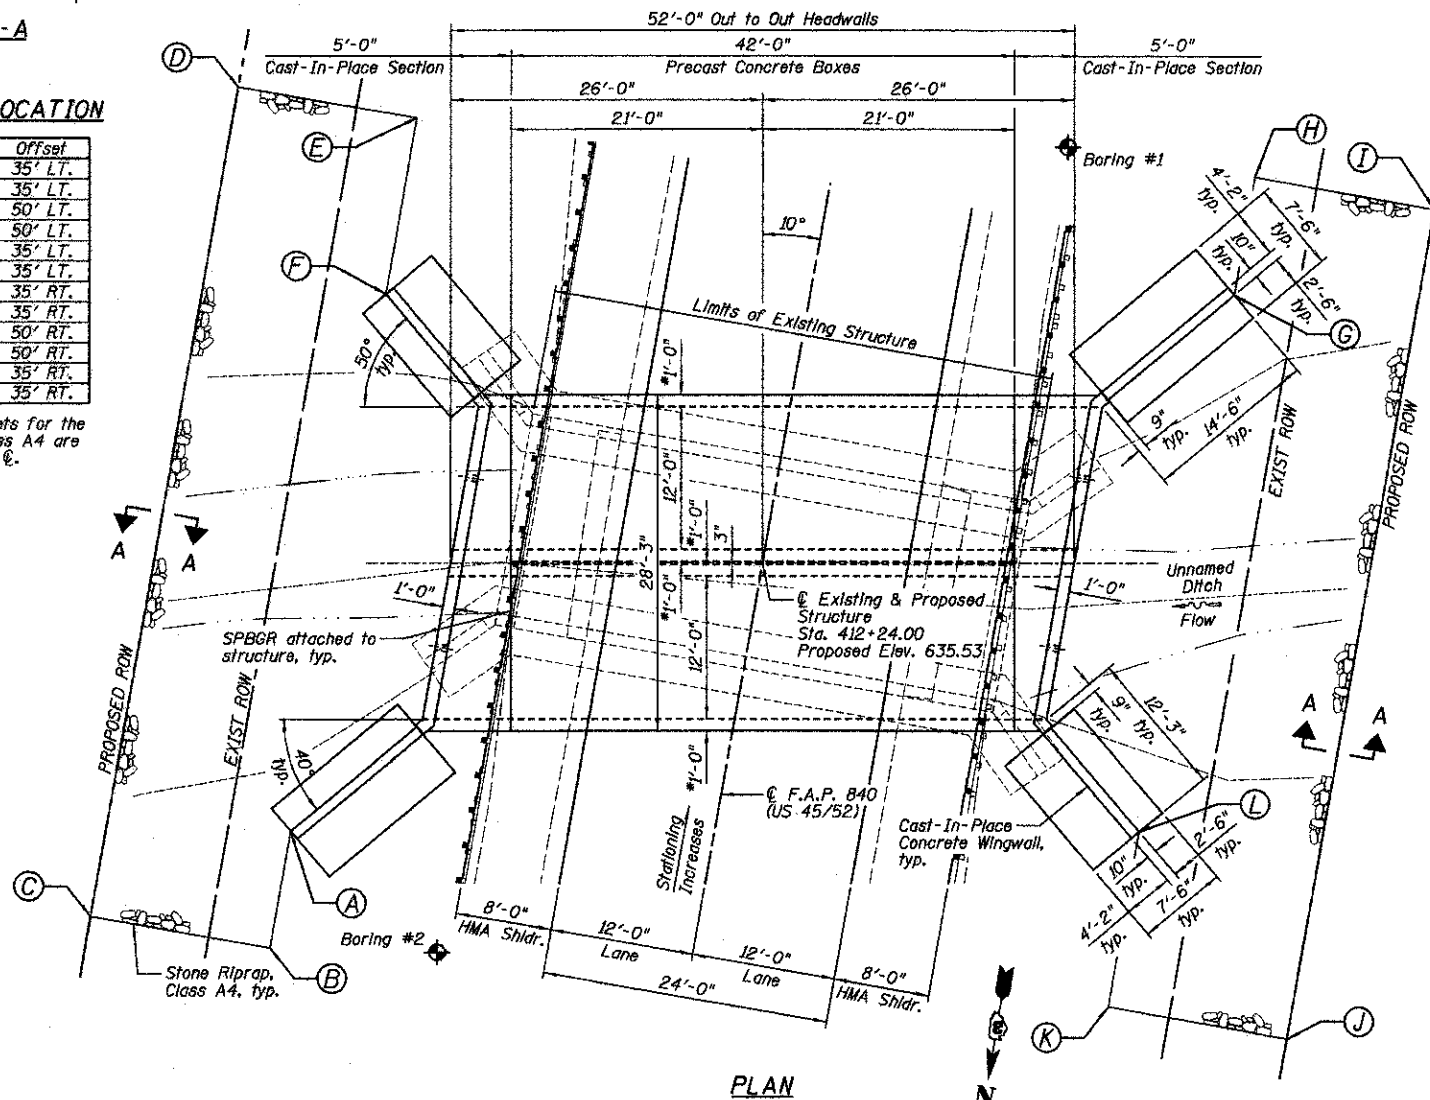 -A
OCATION
Offset
35' LT.
35' LT.
50' LT.
50' LT.
35' LT.
35' LT.
35' RT.
35' RT.
50' RT.
50' RT.
35' RT.
35' RT.
ets for the
ss A4 are
℄.
52'-0" Out to Out Headwalls
5'-0"
Cast-In-Place Section
42'-0"
Precast Concrete Boxes
5'-0"
Cast-In-Place Section
26'-0"
26'-0"
21'-0"
21'-0"
D
E
F
H
I
G
Boring #1
10°
Limits of Existing Structure
50°
typ.
4'-2"
typ.
7'-6"
typ.
10"
typ.
2'-6"
typ.
9"
typ.
14'-6"
typ.
EXIST ROW
PROPOSED ROW
*1'-0"
12'-0"
*1'-0"
3"
28'-3"
*1'-0"
12'-0"
*1'-0"
A
A
1'-0"
1'-0"
Unnamed
Ditch
Flow
℄ Existing & Proposed
Structure
Sta. 412+24.00
Proposed Elev. 635.53
SPBGR attached to
structure, typ.
PROPOSED ROW
EXIST ROW
40°
typ.
A
A
9"
typ.
12'-3"
typ.
℄ F.A.P. 840
(US 45/52)
Stationing
Increases
Cast-In-Place
Concrete Wingwall,
typ.
L
2'-6"
typ.
10"
typ.
7'-6"
typ.
4'-2"
typ.
C
A
B
Boring #2
8'-0"
HMA Shldr.
12'-0"
Lane
12'-0"
Lane
8'-0"
HMA Shldr.
24'-0"
Stone Riprap,
Class A4, typ.
K
J
N
PLAN